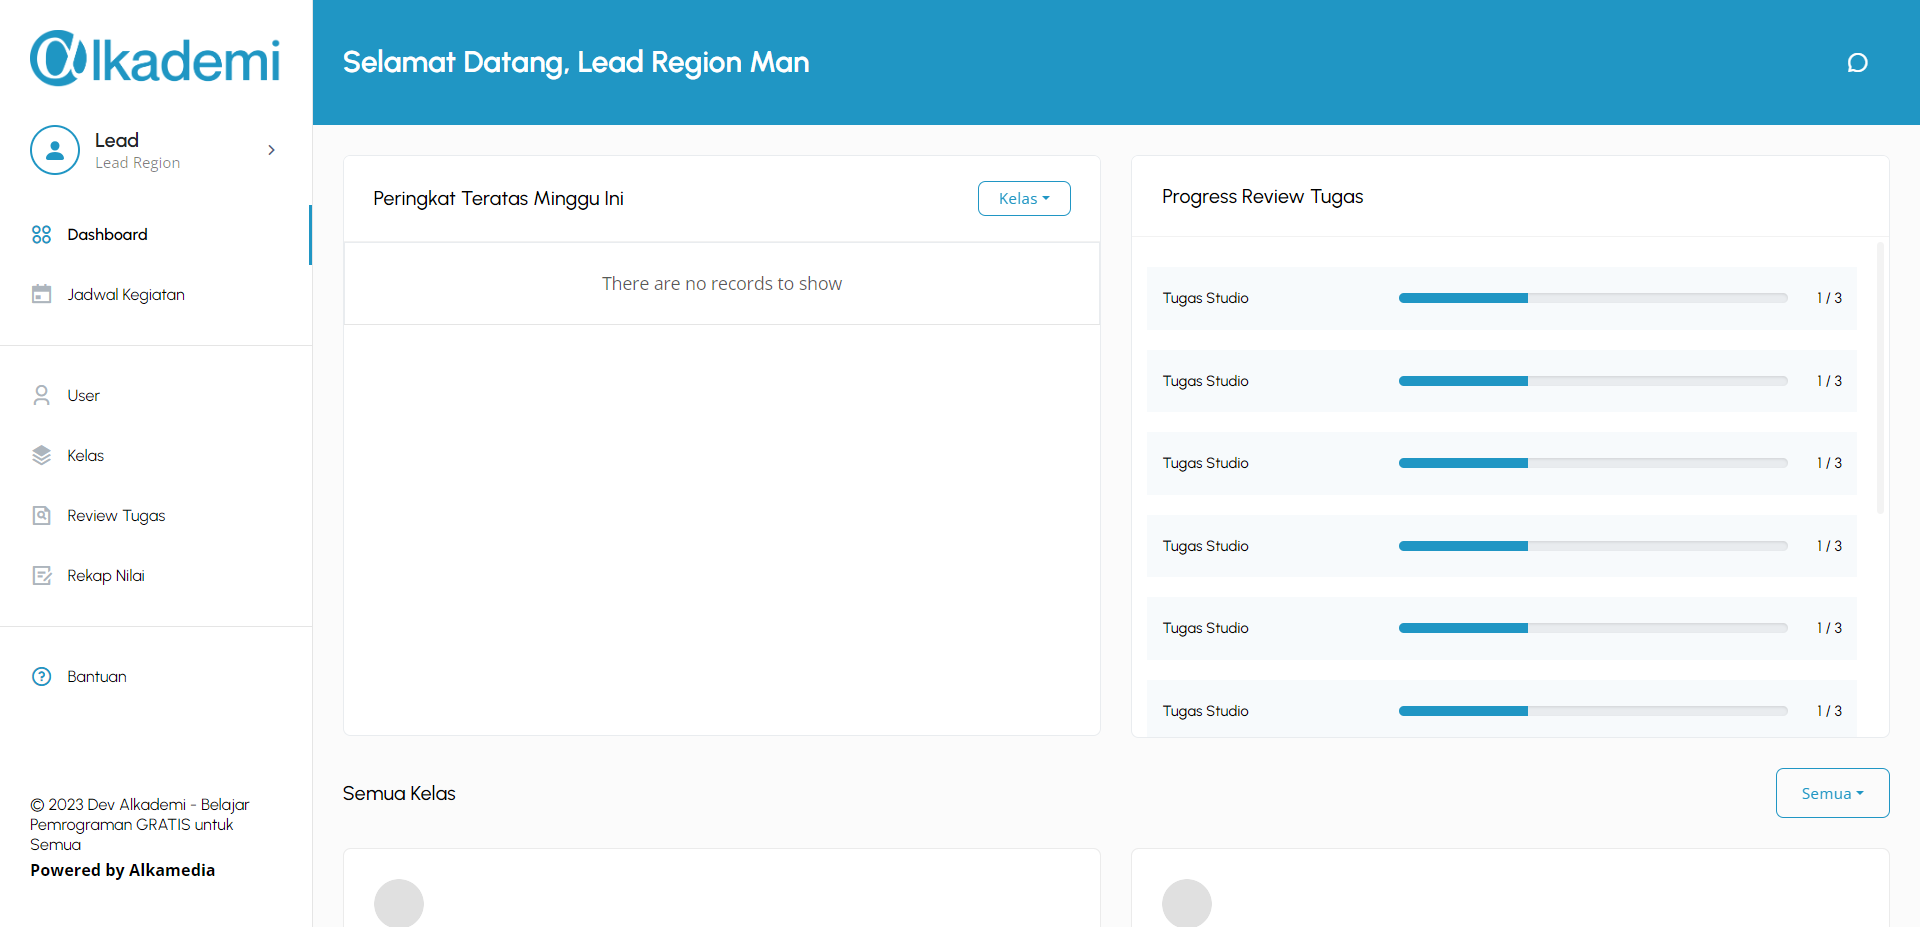 alkademi
Lead
Lead Region
Dashboard
Jadwal Kegiatan
User
Kelas
Review Tugas
Rekap Nilai
Bantuan
© 2023 Dev Alkademi - Belajar
Pemrograman GRATIS untuk
Semua
Powered by Alkamedia
Selamat Datang, Lead Region Man
Peringkat Teratas Minggu Ini
Kelas
There are no records to show
Progress Review Tugas
Tugas Studio 1 / 3
Tugas Studio 1 / 3
Tugas Studio 1 / 3
Tugas Studio 1 / 3
Tugas Studio 1 / 3
Tugas Studio 1 / 3
Semua Kelas
Semua